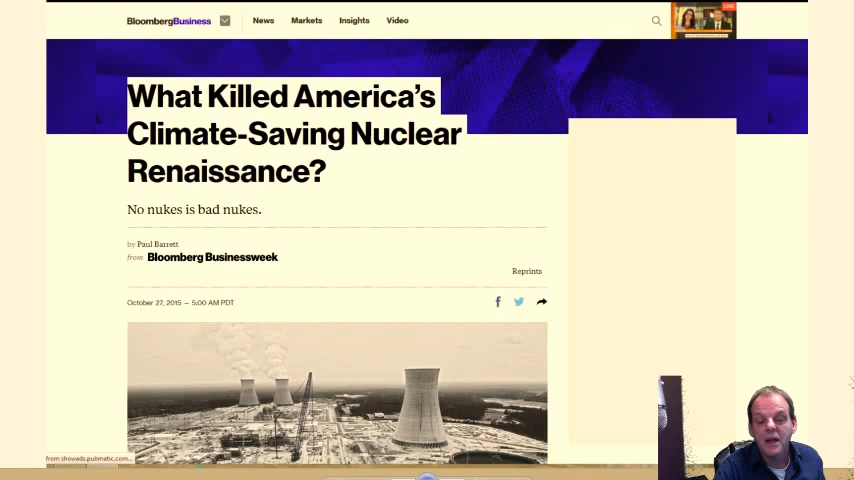 BloombergBusiness
News
Markets
Insights
Video
LIVE
What Killed America's
Climate-Saving Nuclear
Renaissance?
No nukes is bad nukes.
by Paul Barrett
from Bloomberg Businessweek
Reprints
October 27, 2015 — 5:00 AM PDT
from showads.pubmatic.com...